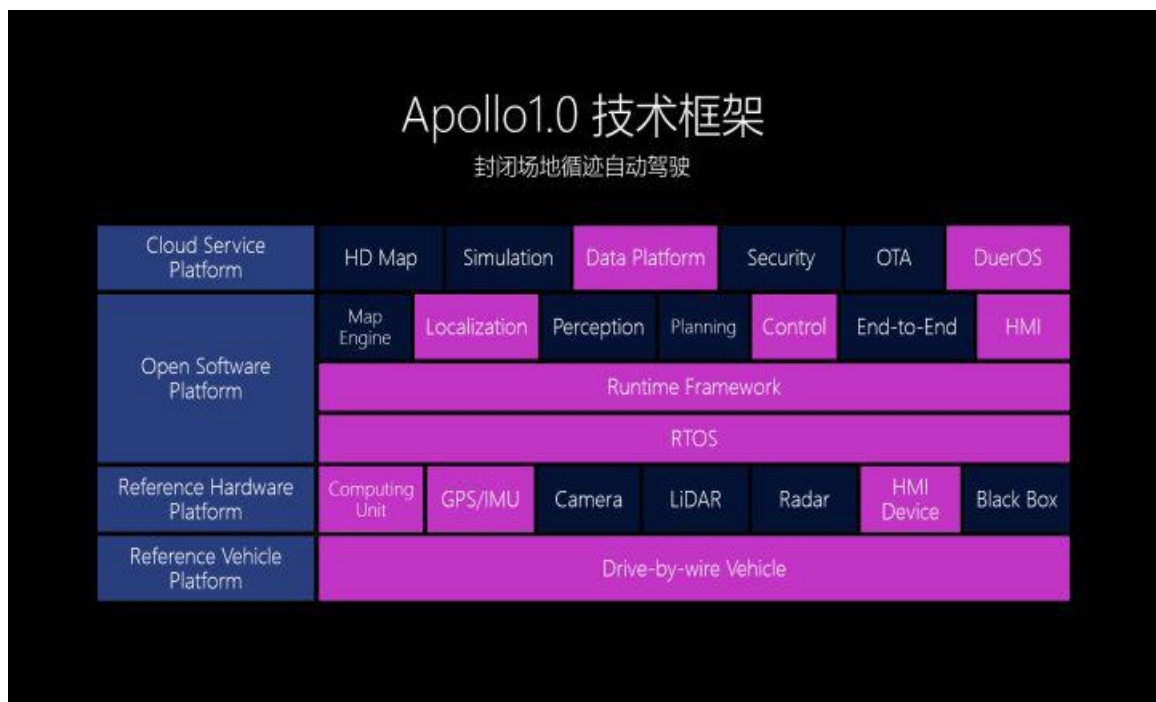 Apollo1.0 技术框架
封闭场地循迹自动驾驶
Cloud Service
Platform
HD Map
Simulation
Data Platform
Security
OTA
DuerOS
Open Software
Platform
Map
Engine
Localization
Perception
Planning
Control
End-to-End
HMI
Runtime Framework
RTOS
Reference Hardware
Platform
Computing
Unit
GPS/IMU
Camera
LiDAR
Radar
HMI
Device
Black Box
Reference Vehicle
Platform
Drive-by-wire Vehicle